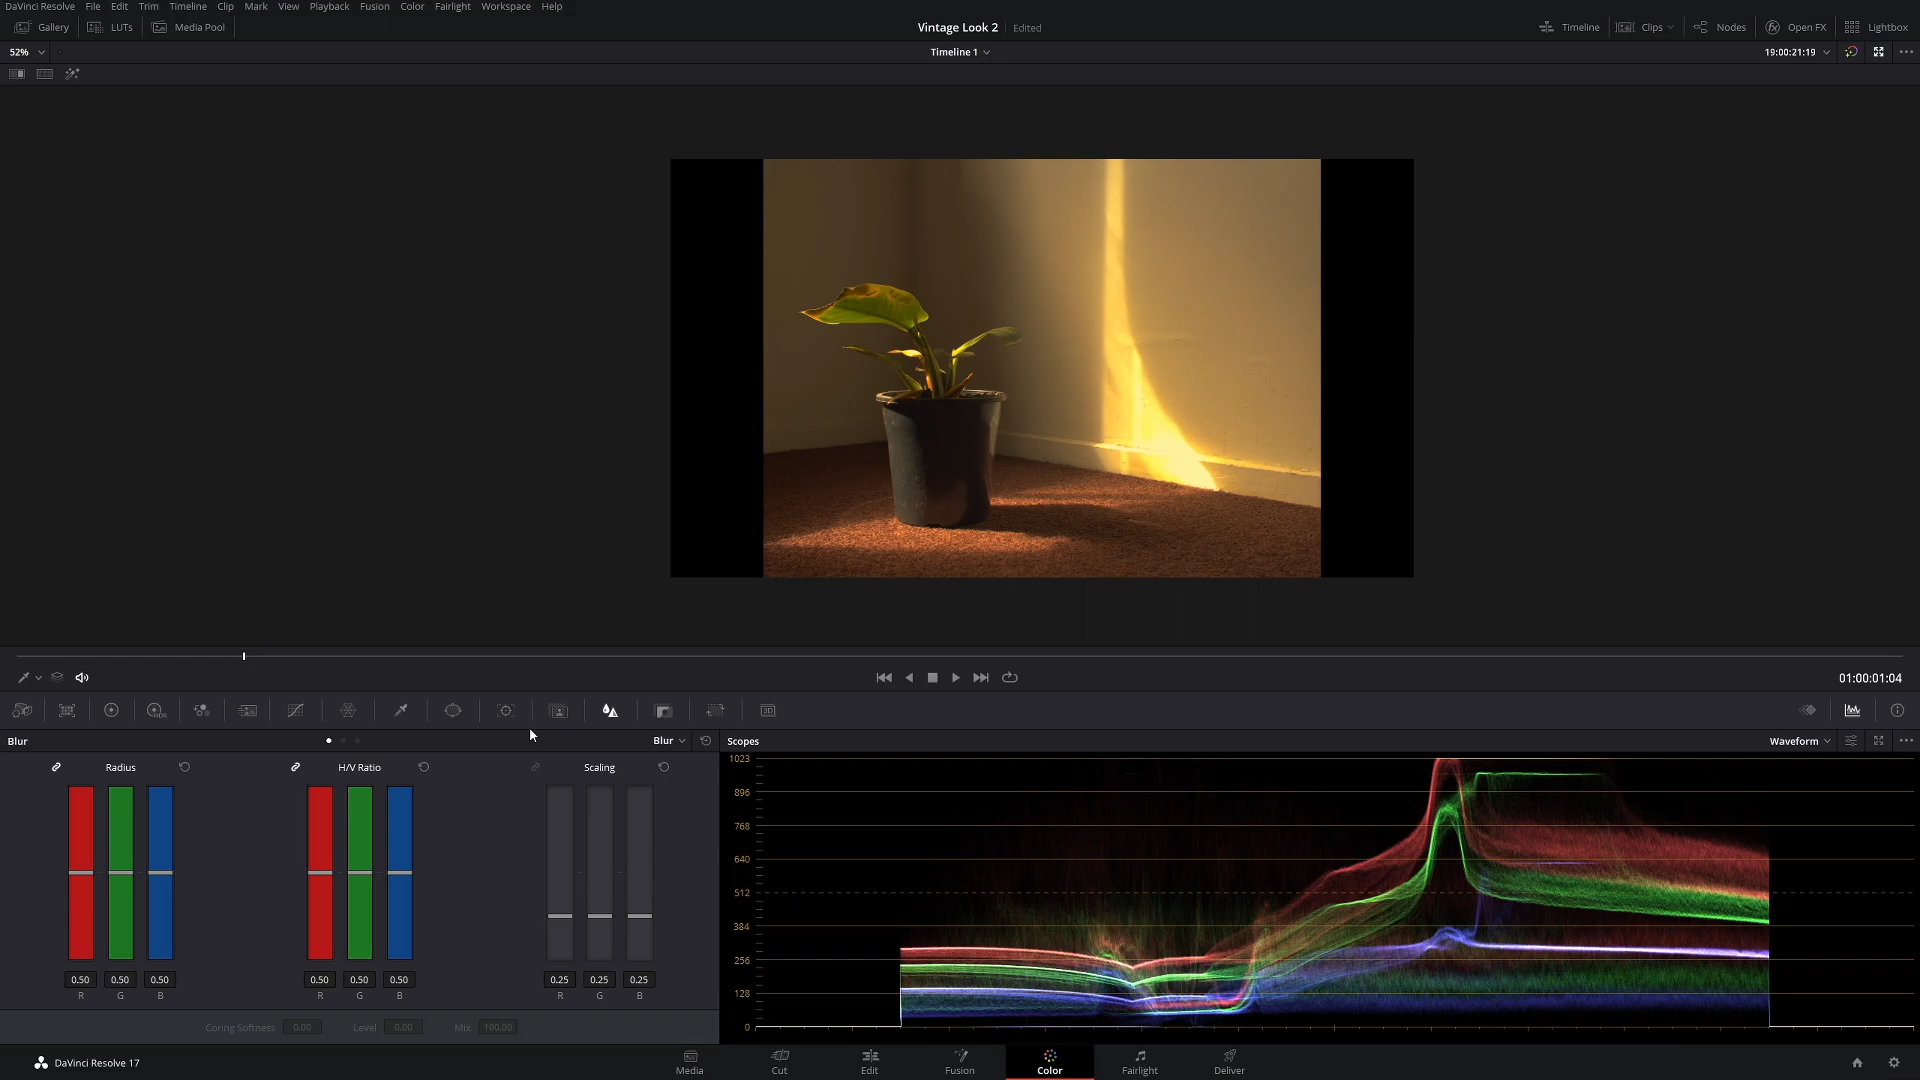 DaVinci Resolve File Edit Trim Timeline Clip Mark View Playback Fusion Color Fairlight Workspace Help
Gallery LUTs Media Pool Vintage Look 2 Edited Timeline Clips Nodes Open FX Lightbox
52% Timeline 1 19:00:21:19
01:00:01:04
HDR 3D
Blur Blur Scopes Waveform
Radius H/V Ratio Scaling
1023
896
768
640
512
384
256
128
0
0.50 0.50 0.50 0.50 0.50 0.50 0.25 0.25 0.25
R G B R G B R G B
Coring Softness 0.00 Level 0.00 Mix 100.00
DaVinci Resolve 17 Media Cut Edit Fusion Color Fairlight Deliver